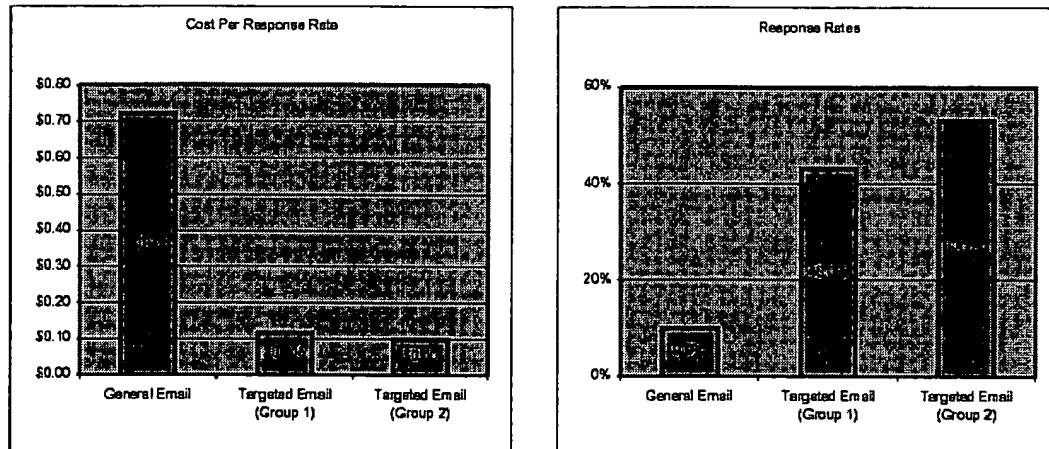 Cost Per Response Rate
$0.80
$0.70
$0.60
$0.50
$0.40
$0.30
$0.20
$0.10
$0.00
General Email
Targeted Email
(Group 1)
Targeted Email
(Group 2)
Response Rates
60%
40%
20%
0%
General Email
Targeted Email
(Group 1)
Targeted Email
(Group 2)